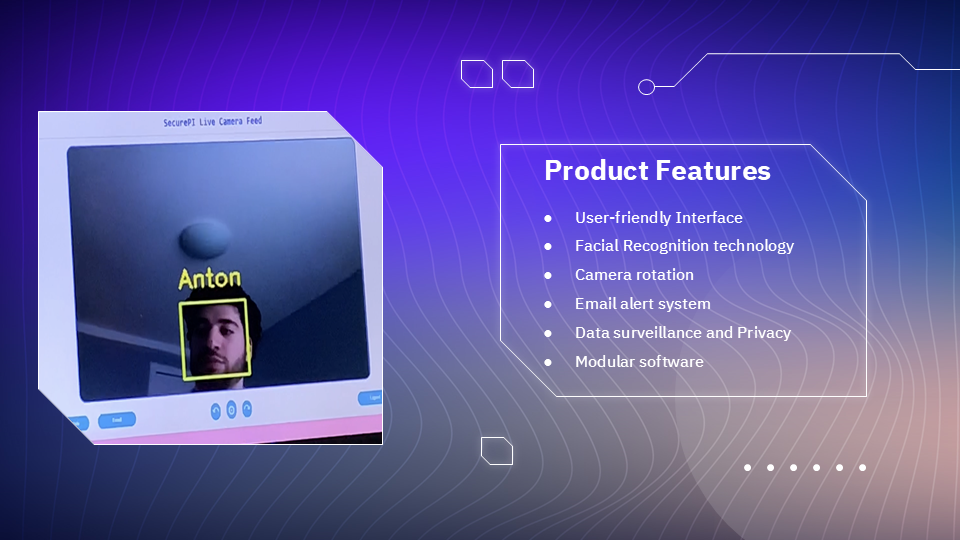 SecurePI Live Camera Feed
Anton
Product Features
● User-friendly Interface
● Facial Recognition technology
● Camera rotation
● Email alert system
● Data surveillance and Privacy
● Modular software